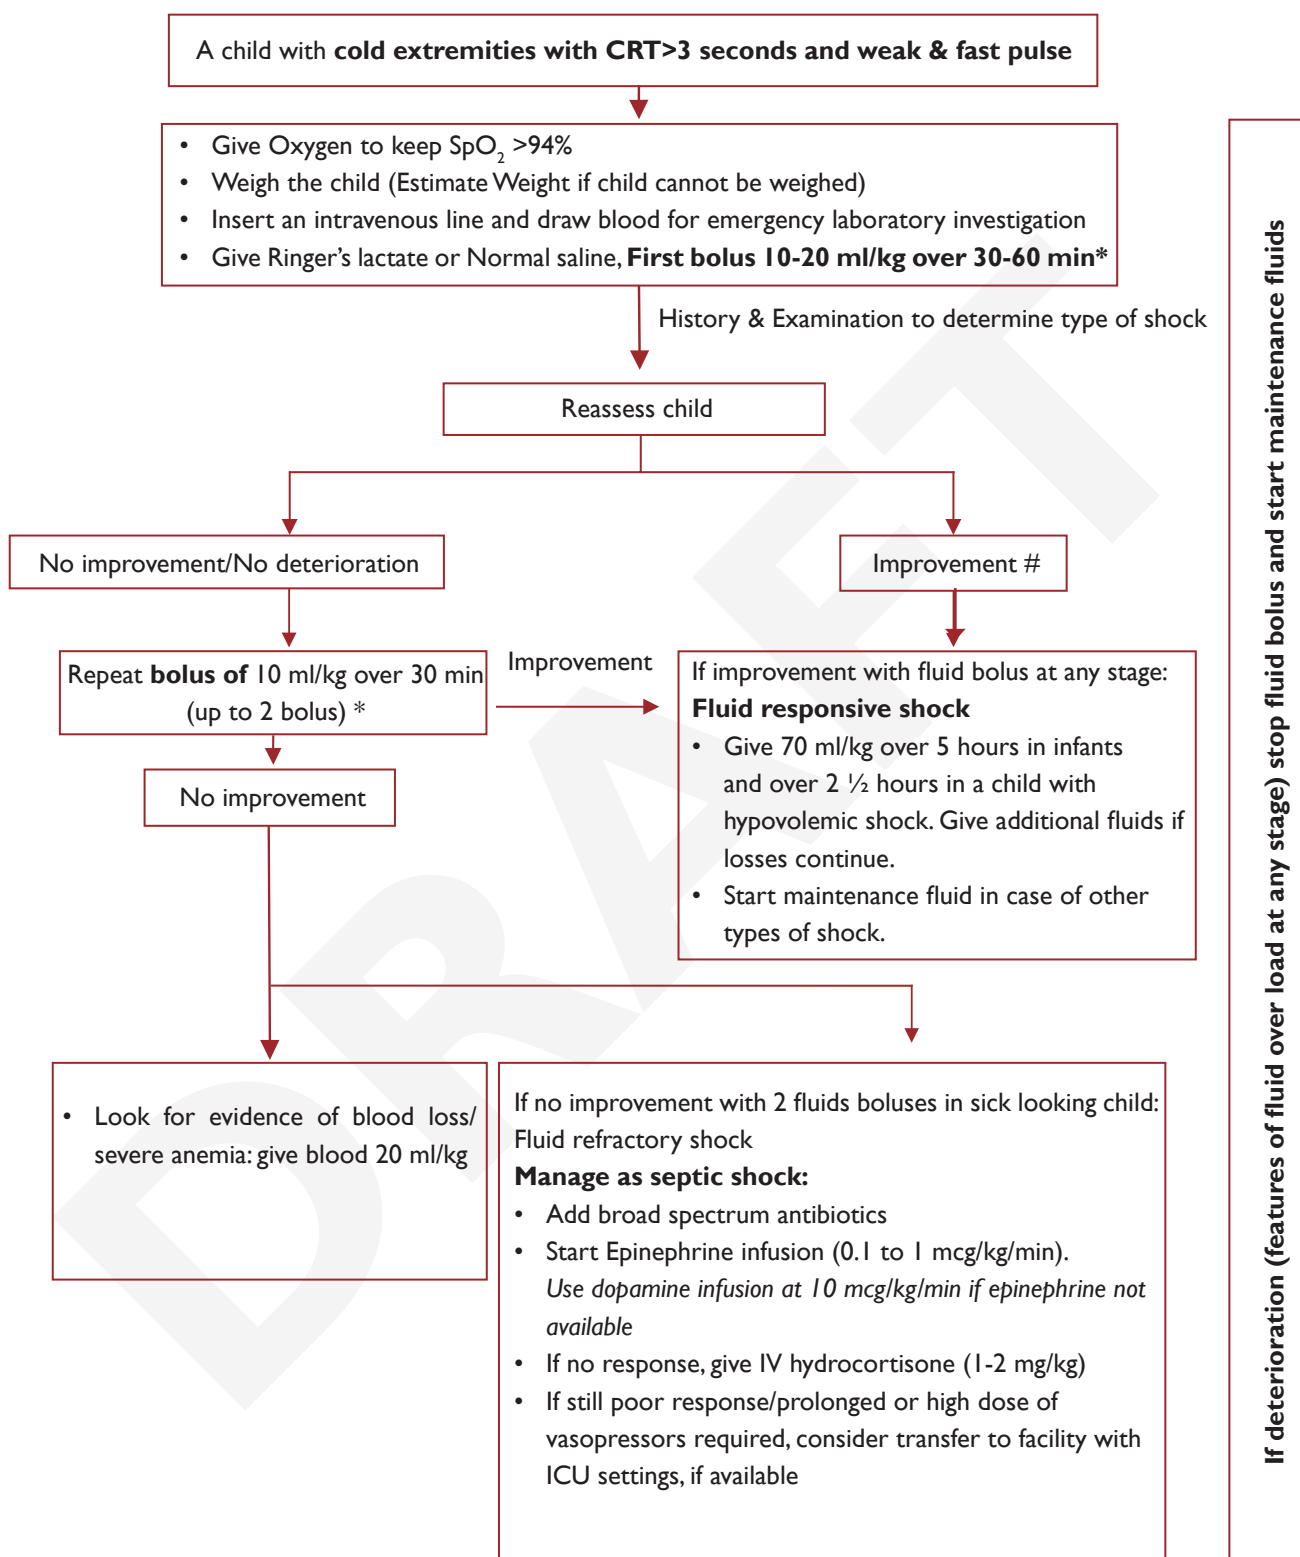 A child with cold extremities with CRT>3 seconds and weak & fast pulse
• Give Oxygen to keep SpO2 >94%
• Weigh the child (Estimate Weight if child cannot be weighed)
• Insert an intravenous line and draw blood for emergency laboratory investigation
• Give Ringer's lactate or Normal saline, First bolus 10-20 ml/kg over 30-60 min*
History & Examination to determine type of shock
Reassess child
No improvement/No deterioration
Improvement #
Repeat bolus of 10 ml/kg over 30 min
(up to 2 bolus) *
Improvement
No improvement
If improvement with fluid bolus at any stage:
Fluid responsive shock
• Give 70 ml/kg over 5 hours in infants
and over 2 ½ hours in a child with
hypovolemic shock. Give additional fluids if
losses continue.
• Start maintenance fluid in case of other
types of shock.
• Look for evidence of blood loss/
severe anemia: give blood 20 ml/kg
If no improvement with 2 fluids boluses in sick looking child:
Fluid refractory shock
Manage as septic shock:
• Add broad spectrum antibiotics
• Start Epinephrine infusion (0.1 to 1 mcg/kg/min).
Use dopamine infusion at 10 mcg/kg/min if epinephrine not
available
• If no response, give IV hydrocortisone (1-2 mg/kg)
• If still poor response/prolonged or high dose of
vasopressors required, consider transfer to facility with
ICU settings, if available
If deterioration (features of fluid over load at any stage) stop fluid bolus and start maintenance fluids
DRAFT